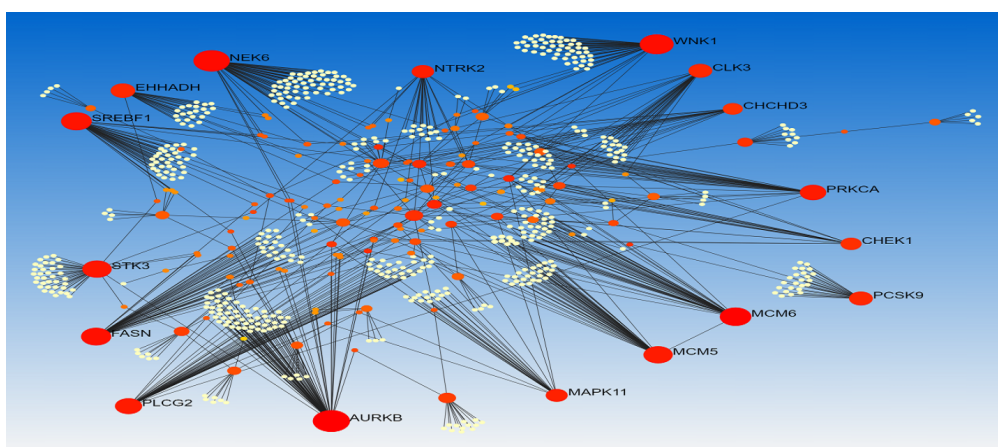 WNK1
NEK6
NTRK2
CLK3
EHHADH
CHCHD3
SREBF1
PRKCA
CHEK1
STK3
PCSK9
MCM6
FASN
MCM5
MAPK11
PLCG2
AURKB